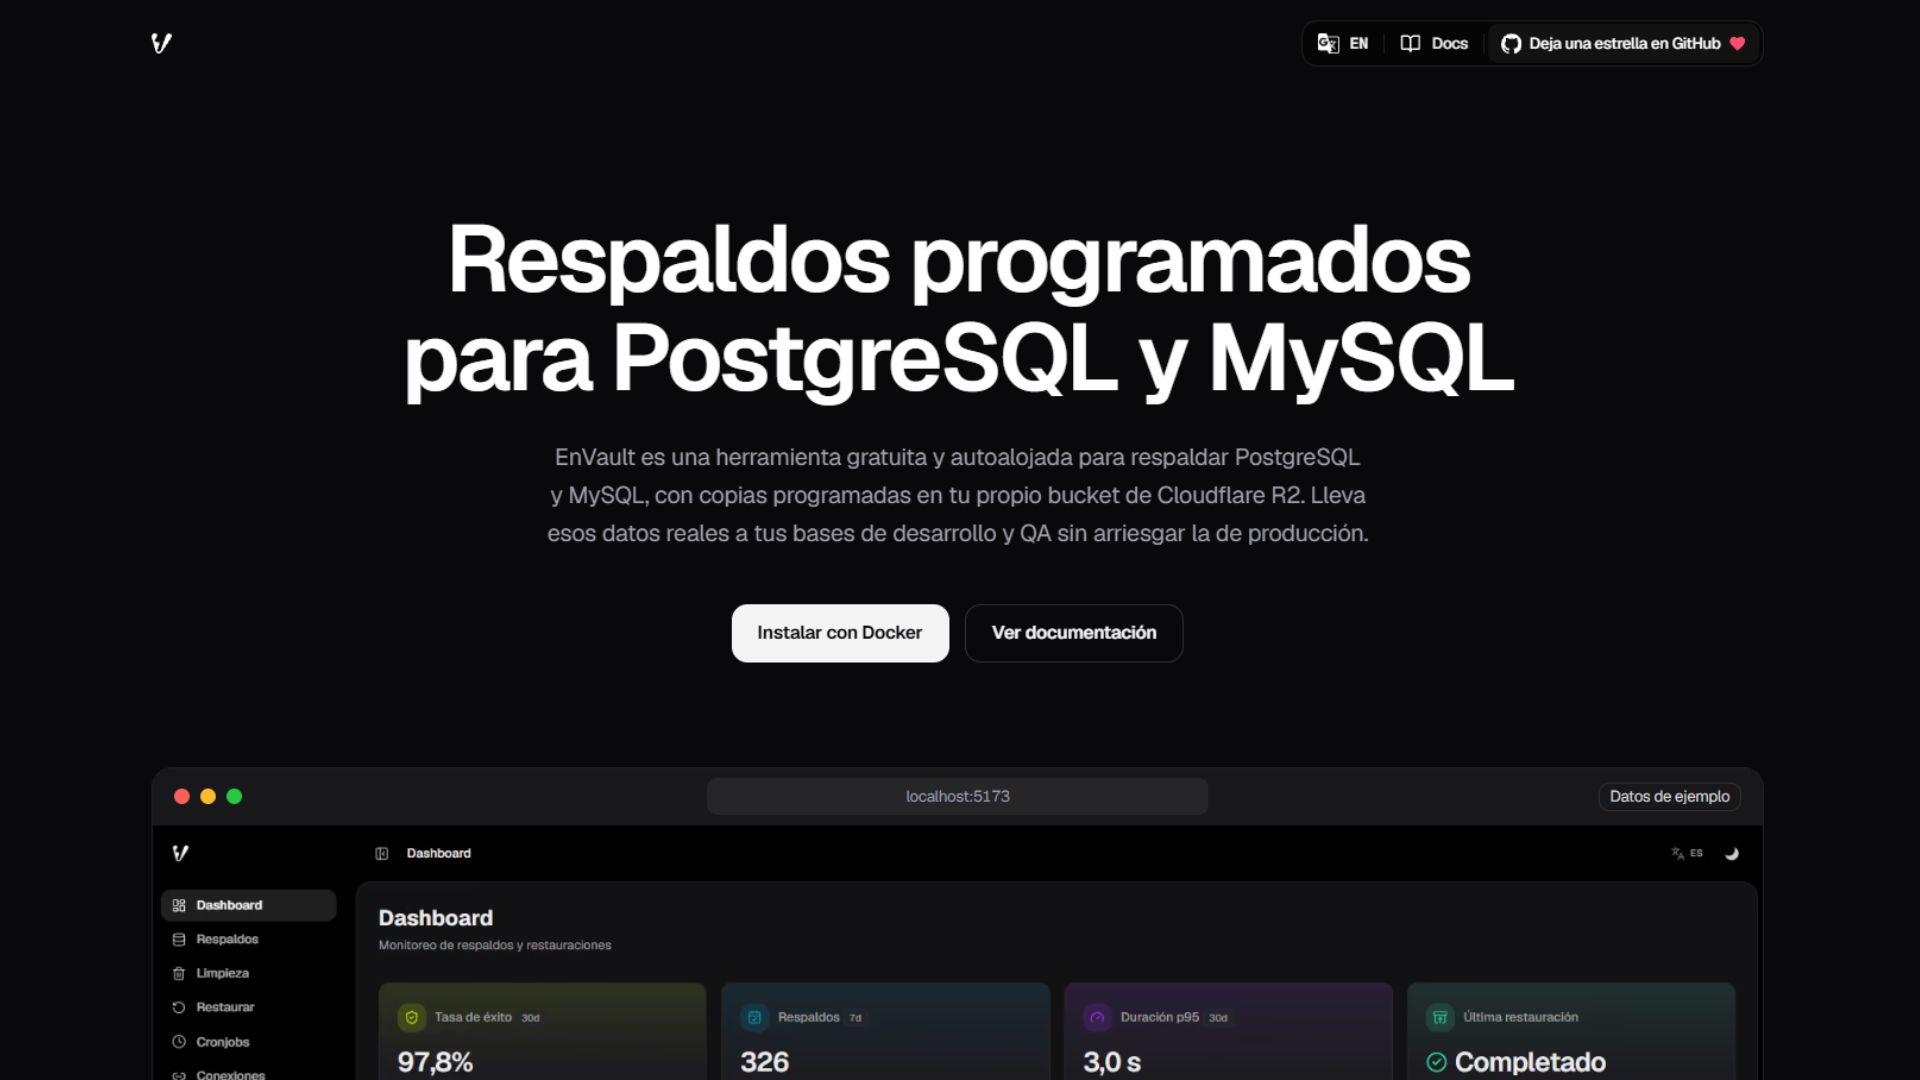 EN
Docs
Deja una estrella en GitHub
Respaldos programados
para PostgreSQL y MySQL
EnVault es una herramienta gratuita y autoalojada para respaldar PostgreSQL
y MySQL, con copias programadas en tu propio bucket de Cloudflare R2. Lleva
esos datos reales a tus bases de desarrollo y QA sin arriesgar la de producción.
Instalar con Docker
Ver documentación
localhost:5173
Datos de ejemplo
Dashboard
ES
Dashboard
Respaldos
Limpieza
Restaurar
Cronjobs
Conexiones
Dashboard
Monitoreo de respaldos y restauraciones
Tasa de éxito 30d
97,8%
Respaldos 7d
326
Duración p95 30d
3,0 s
Última restauración
Completado